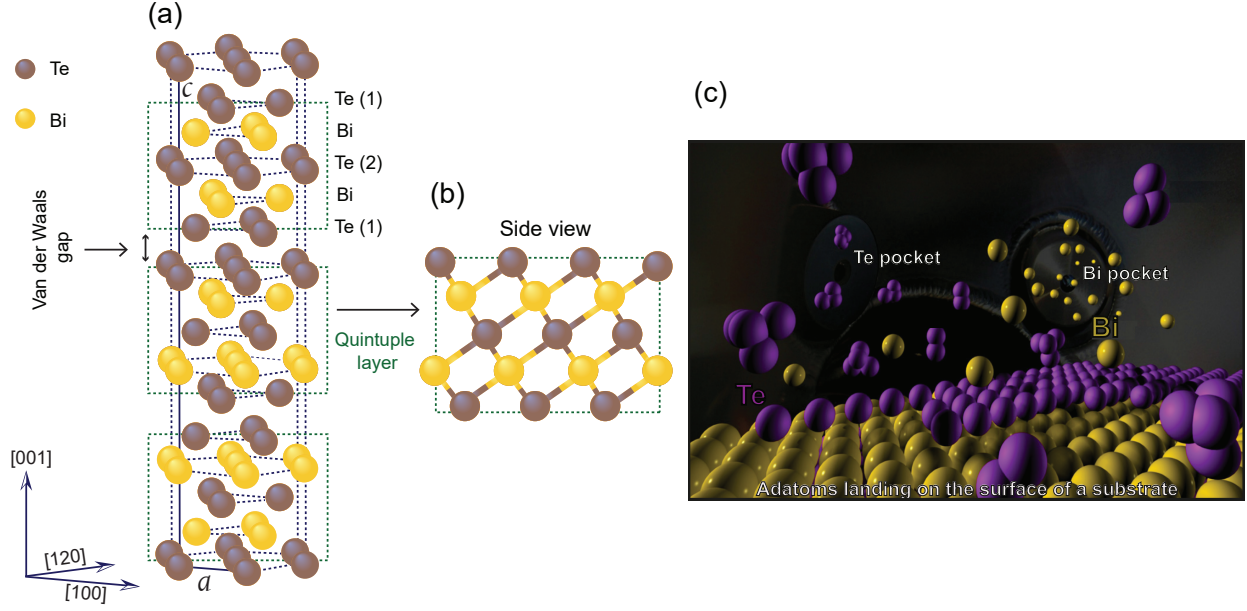 (a)
Te
Bi
c
Te (1)
Bi
Te (2)
Bi
Te (1)
Van der Waals
gap
Quintuple
layer
[001]
[120]
[100]
a
(b)
Side view
(c)
Te pocket
Bi pocket
Bi
Te
Adatoms landing on the surface of a substrate